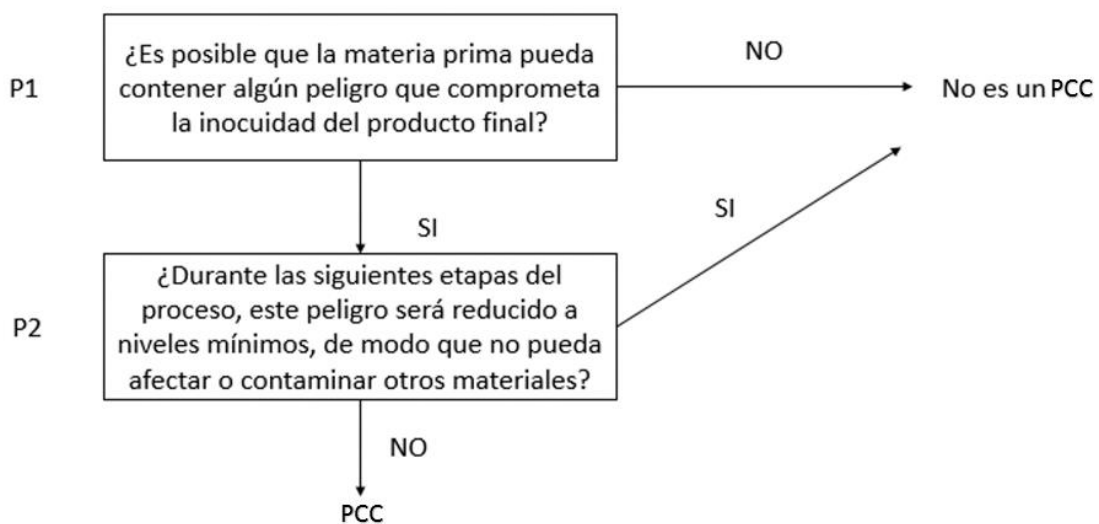 ¿Es posible que la materia prima pueda
contener algún peligro que comprometa
la inocuidad del producto final?
P1
NO
No es un PCC
SI
SI
¿Durante las siguientes etapas del
proceso, este peligro será reducido a
niveles mínimos, de modo que no pueda
afectar o contaminar otros materiales?
P2
NO
PCC